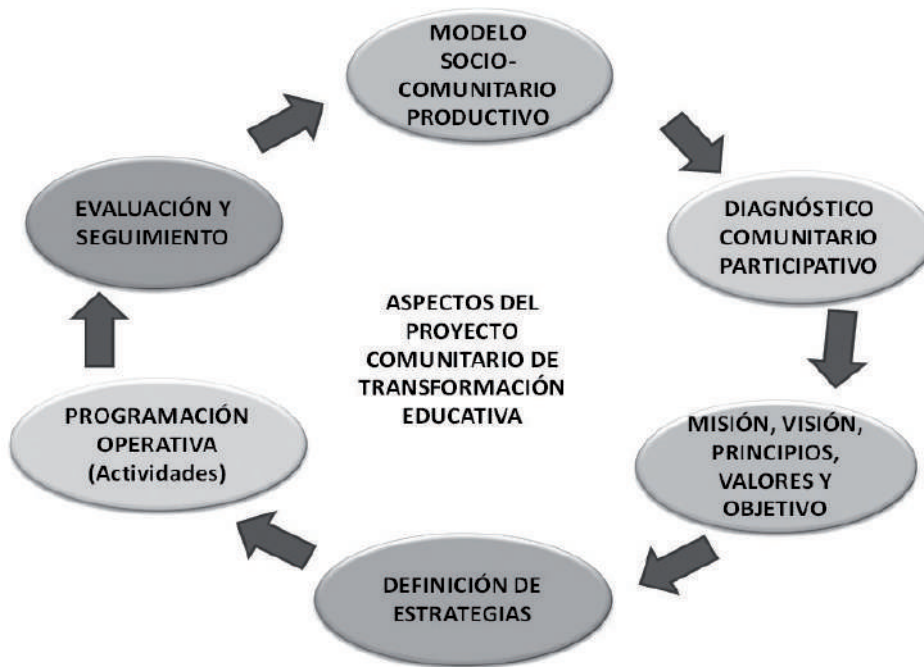 MODELO
SOCIO-
COMUNITARIO
PRODUCTIVO
DIAGNÓSTICO
COMUNITARIO
PARTICIPATIVO
MISIÓN, VISIÓN,
PRINCIPIOS,
VALORES Y
OBJETIVO
DEFINICIÓN DE
ESTRATEGIAS
PROGRAMACIÓN
OPERATIVA
(Actividades)
EVALUACIÓN Y
SEGUIMIENTO
ASPECTOS DEL
PROYECTO
COMUNITARIO DE
TRANSFORMACIÓN
EDUCATIVA